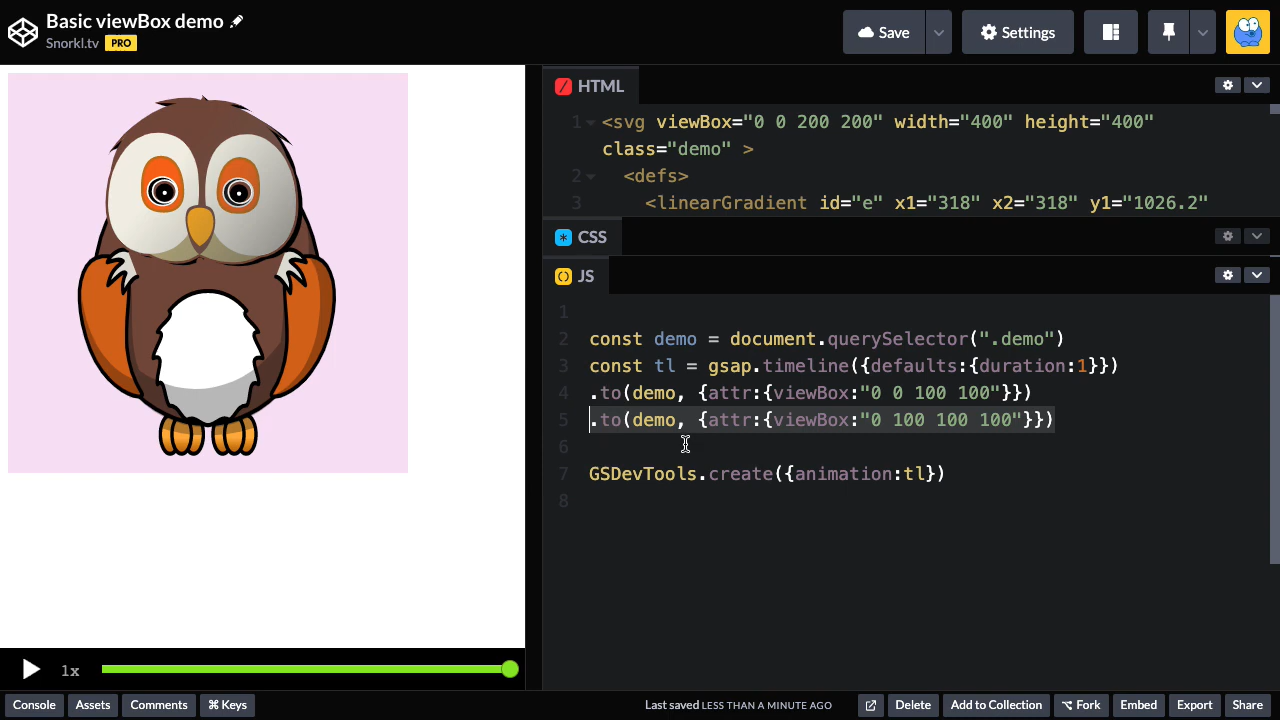 Basic viewBox demo
Snorkl.tv PRO
Save
Settings
HTML
1 <svg viewBox="0 0 200 200" width="400" height="400"
class="demo" >
2 <defs>
3 <linearGradient id="e" x1="318" x2="318" y1="1026.2"
CSS
JS
1
2 const demo = document.querySelector(".demo")
3 const tl = gsap.timeline({defaults:{duration:1}})
4 .to(demo, {attr:{viewBox:"0 0 100 100"}})
5 .to(demo, {attr:{viewBox:"0 100 100 100"}})
6
7 GSDevTools.create({animation:tl})
8
1x
Console Assets Comments ⌘ Keys Last saved LESS THAN A MINUTE AGO Delete Add to Collection Fork Embed Export Share